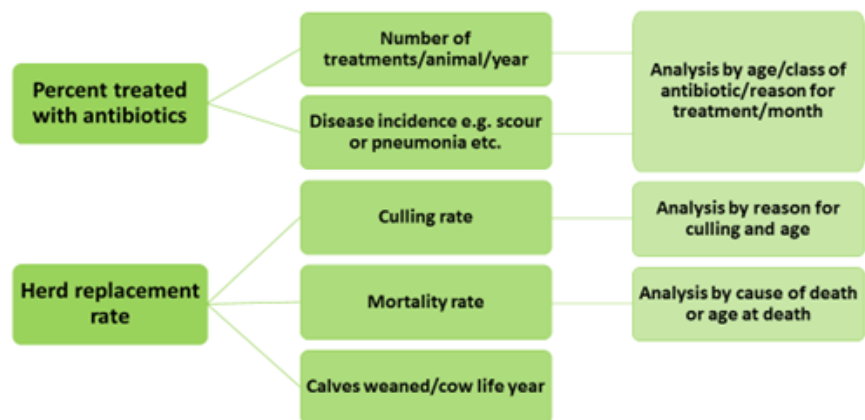 Percent treated
with antibiotics
Number of
treatments/animal/year
Disease incidence e.g. scour
or pneumonia etc.
Analysis by age/class of
antibiotic/reason for
treatment/month
Herd replacement
rate
Culling rate
Analysis by reason for
culling and age
Mortality rate
Analysis by cause of death
or age at death
Calves weaned/cow life year